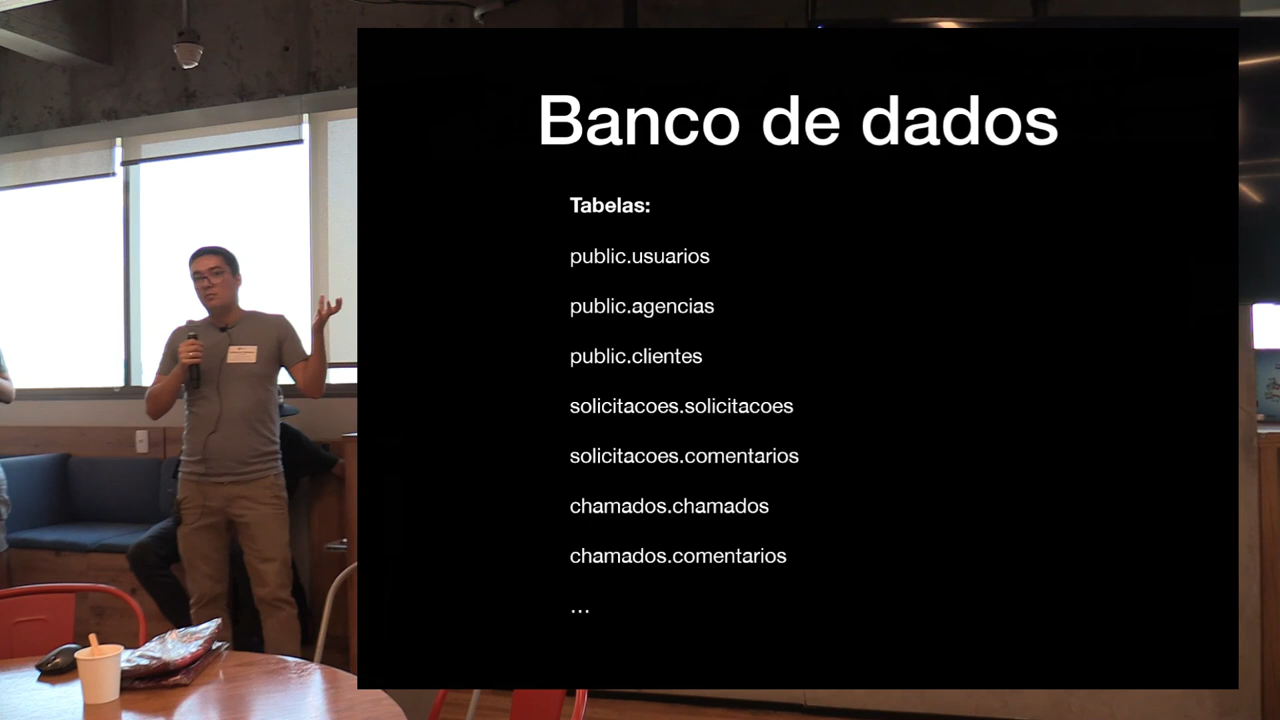 Banco de dados
Tabelas:
public.usuarios
public.agencias
public.clientes
solicitacoes.solicitacoes
solicitacoes.comentarios
chamados.chamados
chamados.comentarios
...